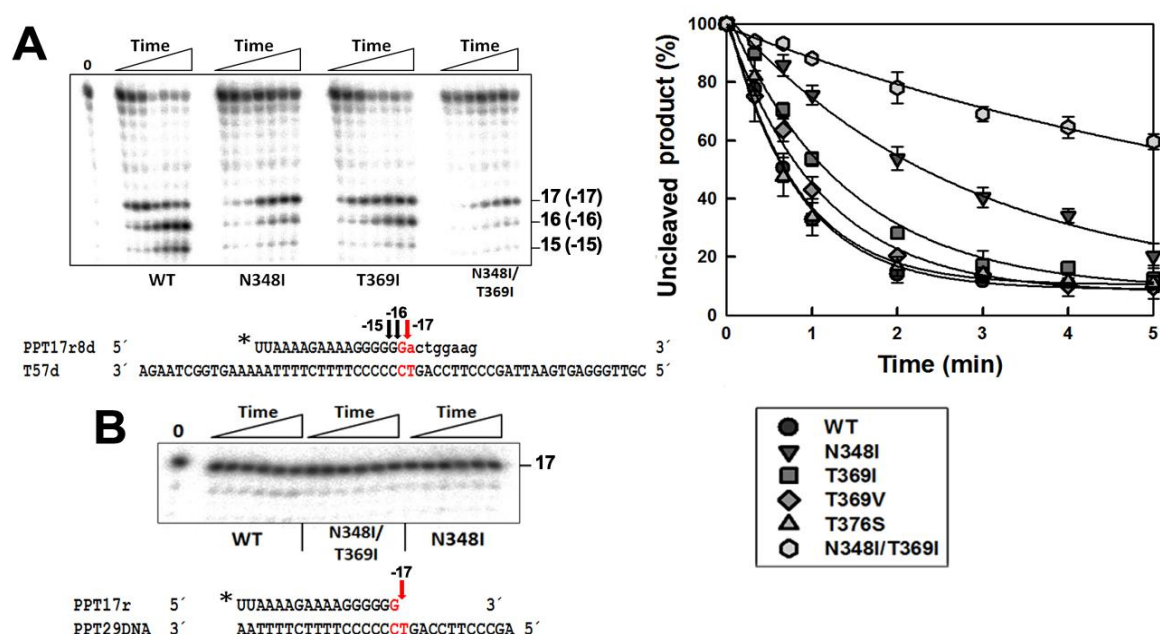 A
Time Time Time Time
0
17 (-17)
16 (-16)
15 (-15)
WT N348I T369I N348I/
T369I
-16
-15 -17
*
PPT17r8d 5´ UUAAAAGAAAAGGGGGGactggaag 3´
T57d 3´ AGAATCGGTGAAAAATTTTCTTTTCCCCCCTGACCTTCCCGATTAAGTGAGGGTTGC 5´
B
Time Time Time
0
17
WT N348I/
T369I N348I
-17
*
PPT17r 5´ UUAAAAGAAAAGGGGGG 3´
PPT29DNA 3´ AATTTTCTTTTCCCCCCTGACCTTCCCGA 5´
Uncleaved product (%)
100
80
60
40
20
0
0 1 2 3 4 5
Time (min)
WT
N348I
T369I
T369V
T376S
N348I/T369I